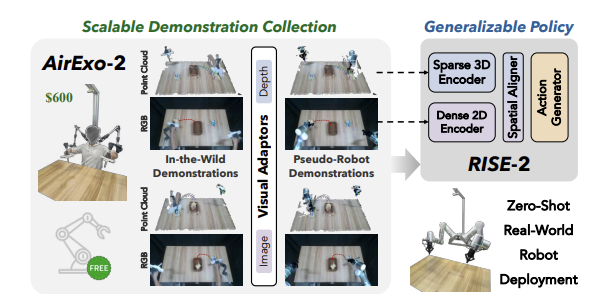 Scalable Demonstration Collection
Generalizable Policy
AirExo-2
$600
FREE
Point Cloud
RGB
In-the-Wild
Demonstrations
Point Cloud
RGB
Visual Adaptors
Depth
Image
Pseudo-Robot
Demonstrations
Sparse 3D
Encoder
Dense 2D
Encoder
Spatial Aligner
Action
Generator
RISE-2
Zero-Shot
Real-World
Robot
Deployment